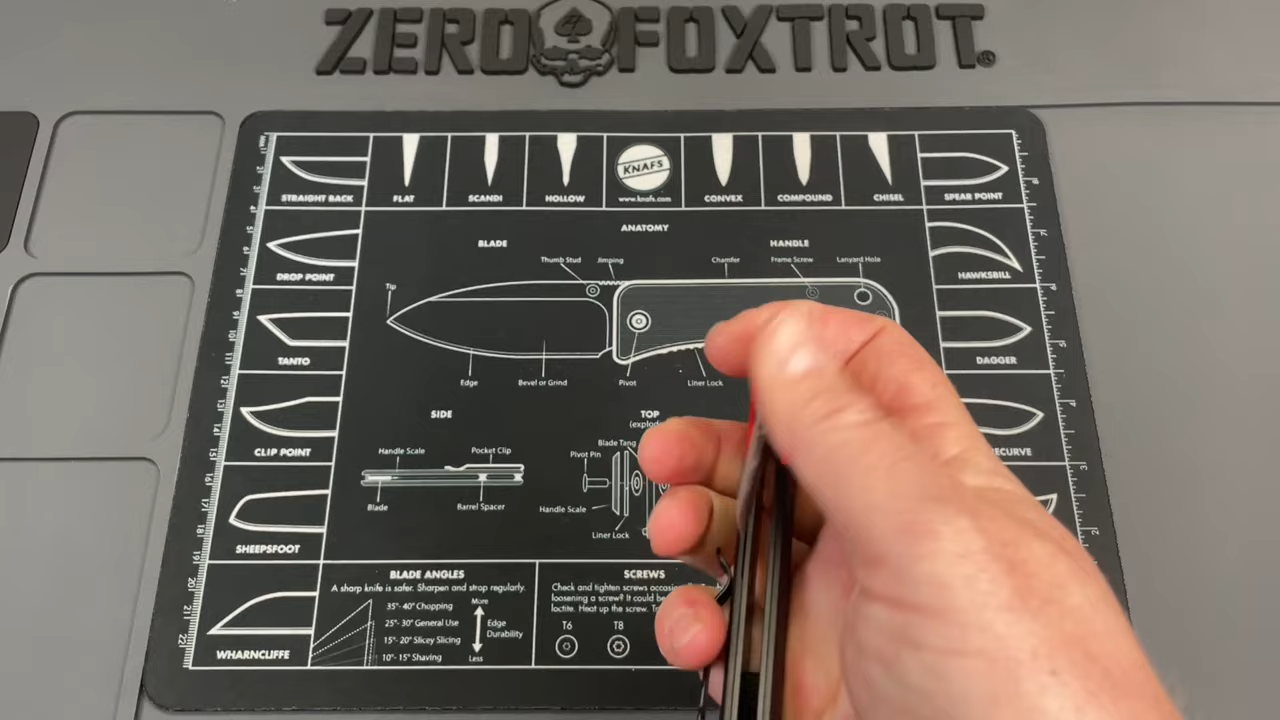 ZERO FOXTROT®
STRAIGHT BACK
FLAT
SCANDI
HOLLOW
KNAFS
www.knafs.com
CONVEX
COMPOUND
CHISEL
SPEAR POINT
ANATOMY
BLADE
HANDLE
DROP POINT
HAWKSBILL
Thumb Stud
Jimping
Chamfer
Frame Screw
Lanyard Hole
Tip
TANTO
DAGGER
Edge
Bevel or Grind
Pivot
Liner Lock
SIDE
TOP
CLIP POINT
Handle Scale
Pocket Clip
Blade
Barrel Spacer
Blade Tang
Pivot Pin
Handle Scale
Liner Lock
SHEEPSFOOT
BLADE ANGLES
A sharp knife is safer. Sharpen and strop regularly.
35°- 40° Chopping
25°- 30° General Use
15°- 20° Slicey Slicing
10°- 15° Shaving
More
Edge
Durability
Less
SCREWS
Check and tighten screws
loosening a screw? It could be
loctite. Heat up the screw.
T6
T8
WHARNCLIFFE